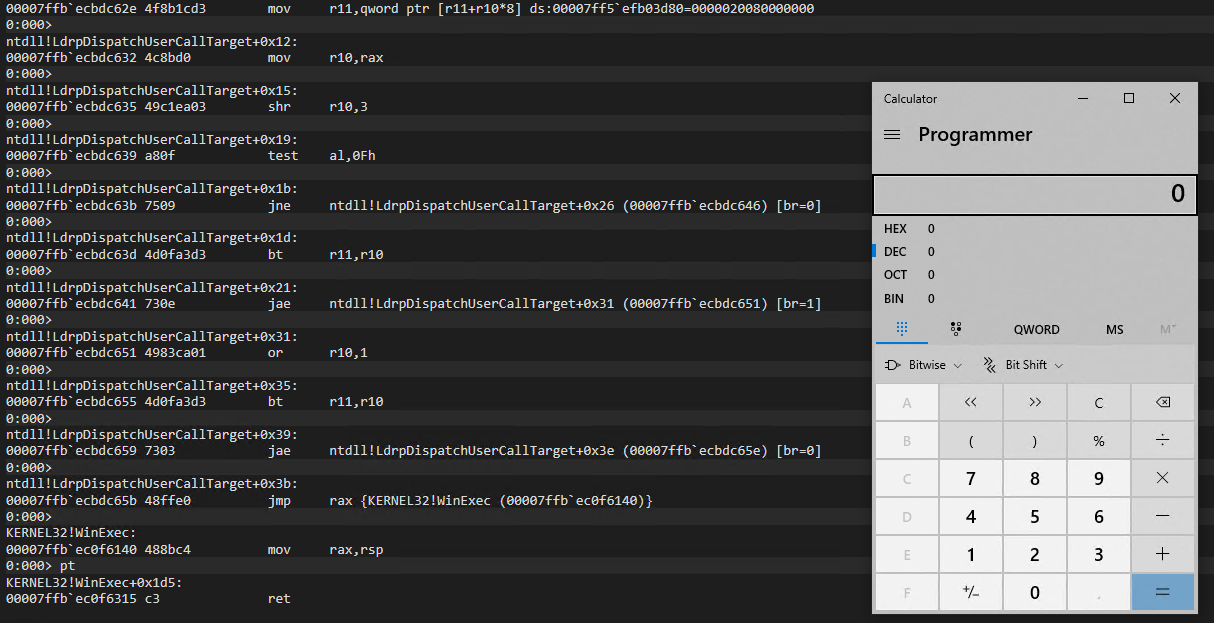 00007ffb`ecbdc62e 4f8b1cd3        mov     r11,qword ptr [r11+r10*8] ds:00007ff5`efb03d80=0000020080000000
0:000>
ntdll!LdrpDispatchUserCallTarget+0x12:
00007ffb`ecbdc632 4c8bd0          mov     r10,rax
0:000>
ntdll!LdrpDispatchUserCallTarget+0x15:
00007ffb`ecbdc635 49c1ea03        shr     r10,3
0:000>
ntdll!LdrpDispatchUserCallTarget+0x19:
00007ffb`ecbdc639 a80f            test    al,0Fh
0:000>
ntdll!LdrpDispatchUserCallTarget+0x1b:
00007ffb`ecbdc63b 7509            jne     ntdll!LdrpDispatchUserCallTarget+0x26 (00007ffb`ecbdc646) [br=0]
0:000>
ntdll!LdrpDispatchUserCallTarget+0x1d:
00007ffb`ecbdc63d 4d0fa3d3        bt      r11,r10
0:000>
ntdll!LdrpDispatchUserCallTarget+0x21:
00007ffb`ecbdc641 730e            jae     ntdll!LdrpDispatchUserCallTarget+0x31 (00007ffb`ecbdc651) [br=1]
0:000>
ntdll!LdrpDispatchUserCallTarget+0x31:
00007ffb`ecbdc651 4983ca01        or      r10,1
0:000>
ntdll!LdrpDispatchUserCallTarget+0x35:
00007ffb`ecbdc655 4d0fa3d3        bt      r11,r10
0:000>
ntdll!LdrpDispatchUserCallTarget+0x39:
00007ffb`ecbdc659 7303            jae     ntdll!LdrpDispatchUserCallTarget+0x3e (00007ffb`ecbdc65e) [br=0]
0:000>
ntdll!LdrpDispatchUserCallTarget+0x3b:
00007ffb`ecbdc65b 48ffe0          jmp     rax {KERNEL32!WinExec (00007ffb`ec0f6140)}
0:000>
KERNEL32!WinExec:
00007ffb`ec0f6140 488bc4          mov     rax,rsp
0:000> pt
KERNEL32!WinExec+0x1d5:
00007ffb`ec0f6315 c3              ret
Calculator
Programmer
0
HEX 0
DEC 0
OCT 0
BIN 0
QWORD MS M˅
Bitwise Bit Shift
A << >> C
B ( ) % ÷
C 7 8 9 ×
D 4 5 6 −
E 1 2 3 +
F +/− 0 . =